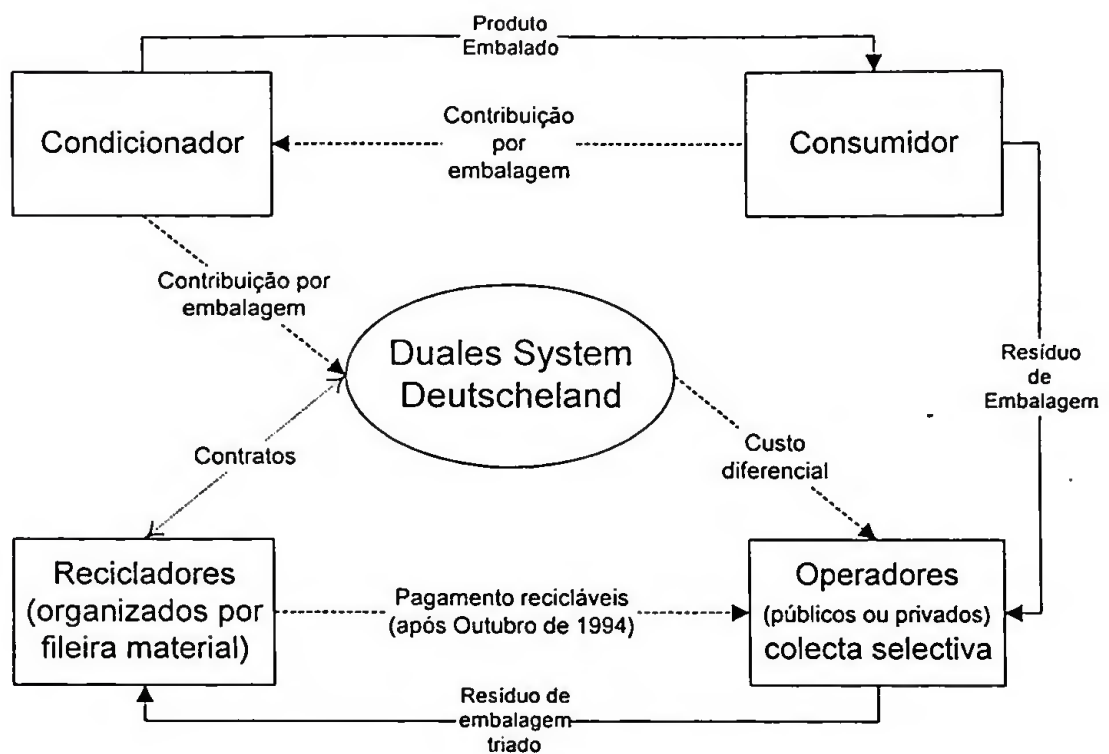 Produto
Embalado
Condicionador
Contribuição
por
embalagem
Consumidor
Contribuição por
embalagem
Duales System
Deutscheland
Resíduo
de
Embalagem
Contratos
Custo
diferencial
Recicladores
(organizados por
fileira material)
Pagamento recicláveis
(após Outubro de 1994)
Operadores
(públicos ou privados)
colecta selectiva
Resíduo de
embalagem
triado